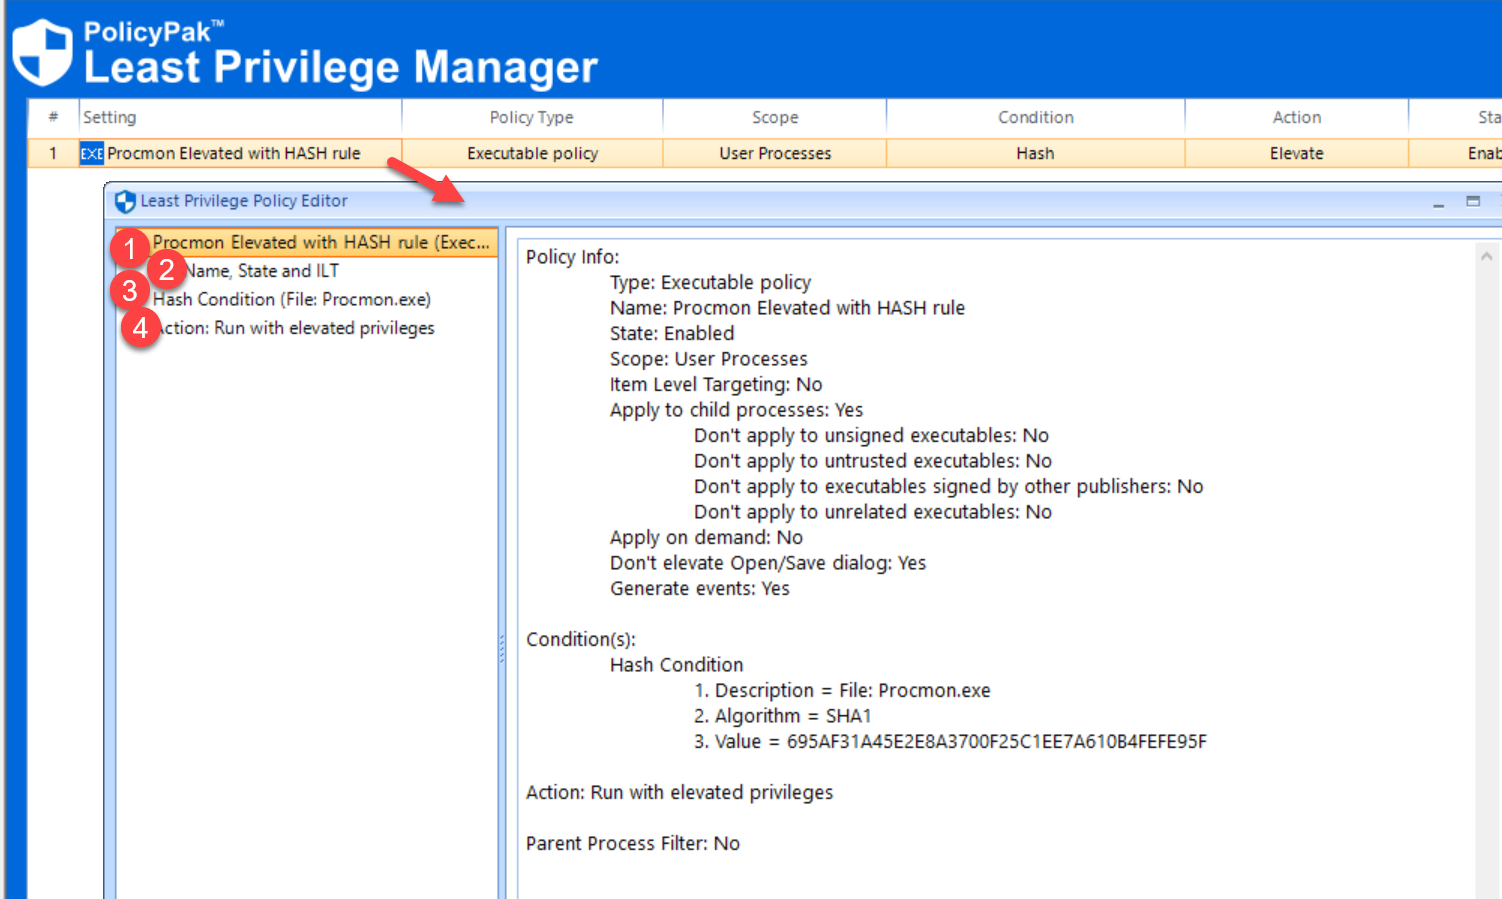 PolicyPak™
Least Privilege Manager
# Setting Policy Type Scope Condition Action Sta
1 EXE Procmon Elevated with HASH rule Executable policy User Processes Hash Elevate Enab
Least Privilege Policy Editor
1 Procmon Elevated with HASH rule (Exec...
2 Name, State and ILT
3 Hash Condition (File: Procmon.exe)
4 Action: Run with elevated privileges
Policy Info:
Type: Executable policy
Name: Procmon Elevated with HASH rule
State: Enabled
Scope: User Processes
Item Level Targeting: No
Apply to child processes: Yes
Don't apply to unsigned executables: No
Don't apply to untrusted executables: No
Don't apply to executables signed by other publishers: No
Don't apply to unrelated executables: No
Apply on demand: No
Don't elevate Open/Save dialog: Yes
Generate events: Yes
Condition(s):
Hash Condition
1. Description = File: Procmon.exe
2. Algorithm = SHA1
3. Value = 695AF31A45E2E8A3700F25C1EE7A610B4FEFE95F
Action: Run with elevated privileges
Parent Process Filter: No